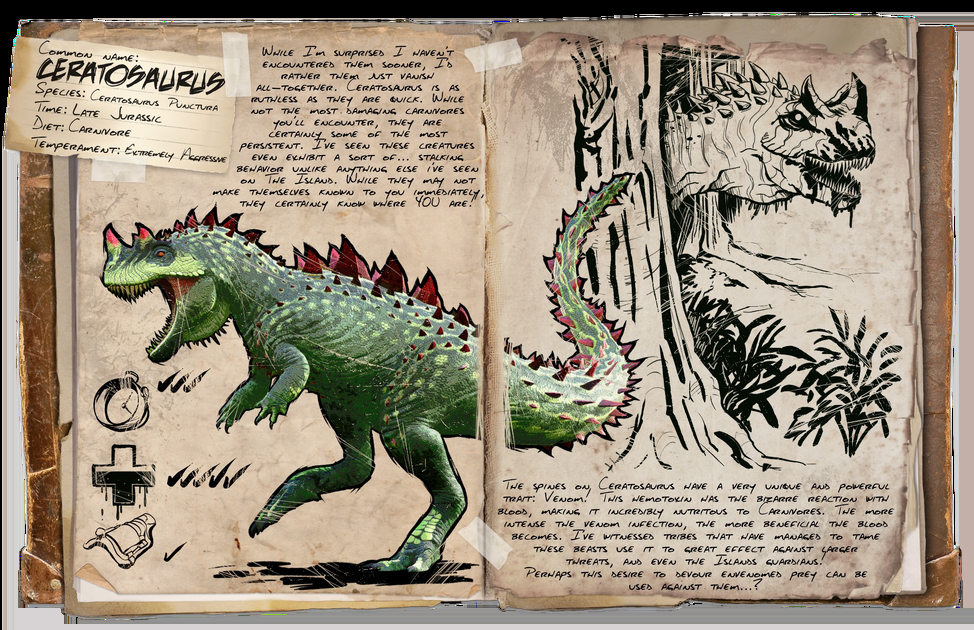 Common name:
CERATOSAURUS
Species: Ceratosaurus Punctura
Time: Late Jurassic
Diet: Carnivore
Temperament: Extremely Aggressive
While I'm surprised I haven't
encountered them sooner, I'd
rather them just vanish
all-together. Ceratosaurus is as
ruthless as they are quick. While
not the most damaging carnivores
you'll encounter, they are
certainly some of the most
persistent. I've seen these creatures
even exhibit a sort of... stalking
behavior unlike anything else i've seen
on The Island. While they may not
make themselves known to you immediately,
they certainly know where YOU are!
The spines on, Ceratosaurus have a very unique and powerful
trait: Venom! This hemotoxin has the bizarre reaction with
blood, making it incredibly nutritous to Carnivores. The more
intense the venom infection, the more beneficial the blood
becomes. I've witnessed tribes that have managed to tame
these beasts use it to great effect against larger
threats, and even the Islands guardians!
Perhaps this desire to devour envenomed prey can be
used against them...?